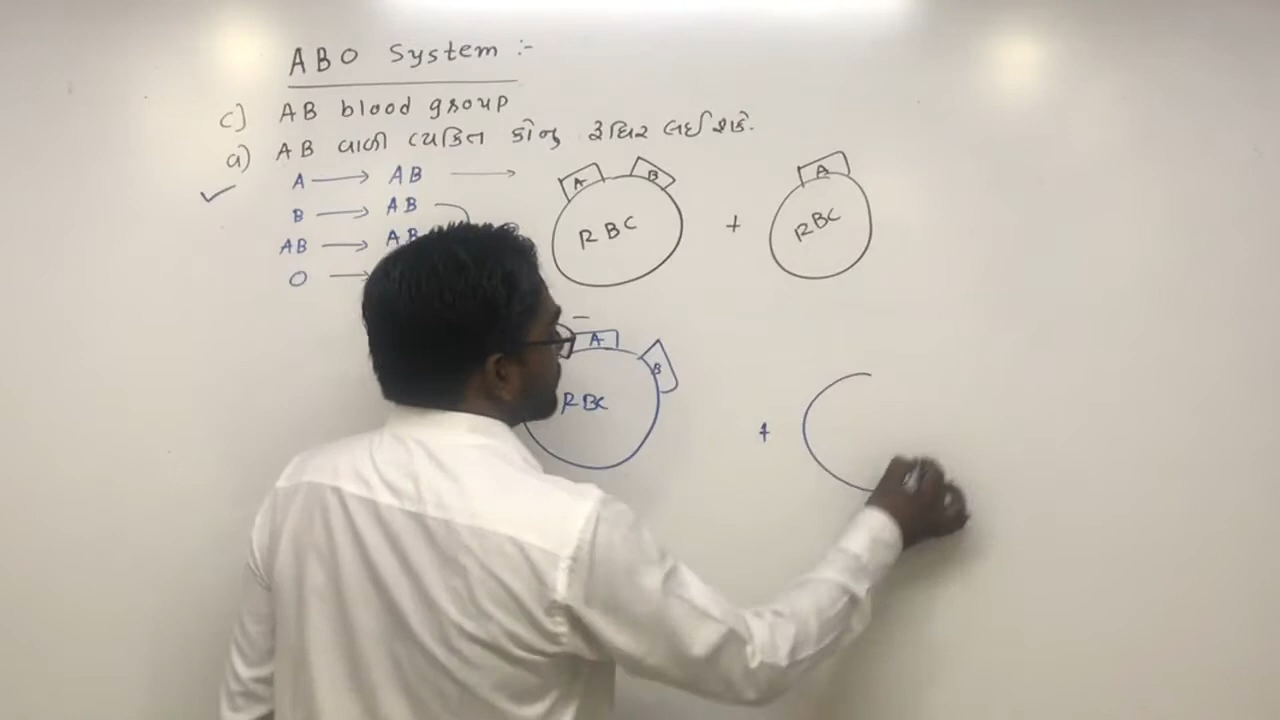 ABO System :-
c) AB blood group
a) AB વાળી વ્યકિત કોનુ રૂધિર લઈ શકે.
A → AB →
B → AB
AB → AB
O →
A B
RBC
+
A
RBC
A
B
RBC
+